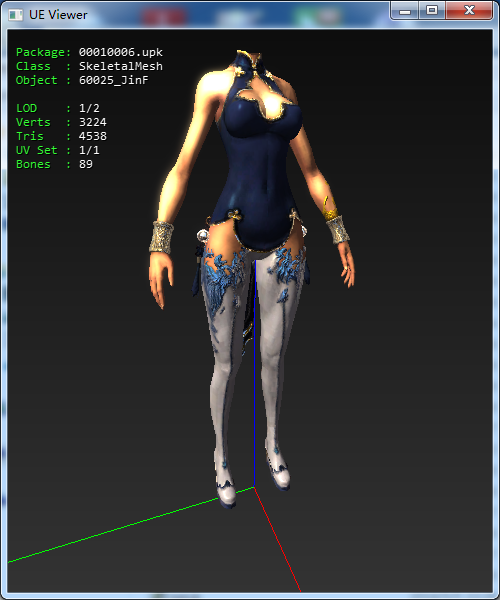 UE Viewer
Package: 00010006.upk
Class : SkeletalMesh
Object : 60025_JinF
LOD : 1/2
Verts : 3224
Tris : 4538
UV Set : 1/1
Bones : 89